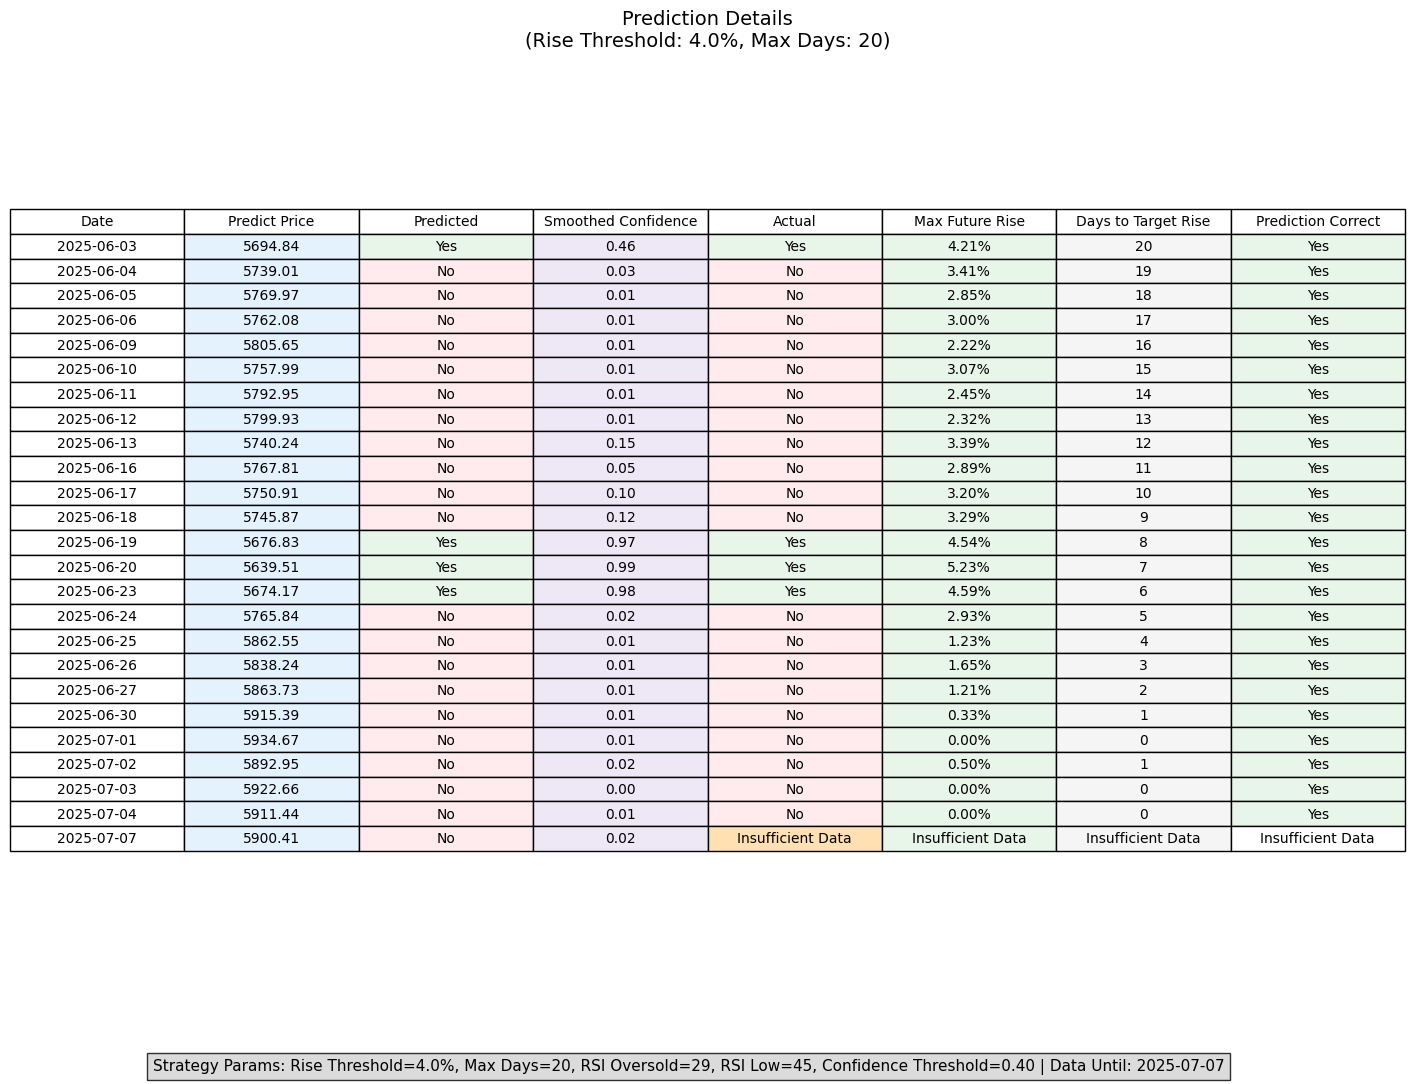 Prediction Details
(Rise Threshold: 4.0%, Max Days: 20)
Date Predict Price Predicted Smoothed Confidence Actual Max Future Rise Days to Target Rise Prediction Correct
2025-06-03 5694.84 Yes 0.46 Yes 4.21% 20 Yes
2025-06-04 5739.01 No 0.03 No 3.41% 19 Yes
2025-06-05 5769.97 No 0.01 No 2.85% 18 Yes
2025-06-06 5762.08 No 0.01 No 3.00% 17 Yes
2025-06-09 5805.65 No 0.01 No 2.22% 16 Yes
2025-06-10 5757.99 No 0.01 No 3.07% 15 Yes
2025-06-11 5792.95 No 0.01 No 2.45% 14 Yes
2025-06-12 5799.93 No 0.01 No 2.32% 13 Yes
2025-06-13 5740.24 No 0.15 No 3.39% 12 Yes
2025-06-16 5767.81 No 0.05 No 2.89% 11 Yes
2025-06-17 5750.91 No 0.10 No 3.20% 10 Yes
2025-06-18 5745.87 No 0.12 No 3.29% 9 Yes
2025-06-19 5676.83 Yes 0.97 Yes 4.54% 8 Yes
2025-06-20 5639.51 Yes 0.99 Yes 5.23% 7 Yes
2025-06-23 5674.17 Yes 0.98 Yes 4.59% 6 Yes
2025-06-24 5765.84 No 0.02 No 2.93% 5 Yes
2025-06-25 5862.55 No 0.01 No 1.23% 4 Yes
2025-06-26 5838.24 No 0.01 No 1.65% 3 Yes
2025-06-27 5863.73 No 0.01 No 1.21% 2 Yes
2025-06-30 5915.39 No 0.01 No 0.33% 1 Yes
2025-07-01 5934.67 No 0.01 No 0.00% 0 Yes
2025-07-02 5892.95 No 0.02 No 0.50% 1 Yes
2025-07-03 5922.66 No 0.00 No 0.00% 0 Yes
2025-07-04 5911.44 No 0.01 No 0.00% 0 Yes
2025-07-07 5900.41 No 0.02 Insufficient Data Insufficient Data Insufficient Data Insufficient Data
Strategy Params: Rise Threshold=4.0%, Max Days=20, RSI Oversold=29, RSI Low=45, Confidence Threshold=0.40 | Data Until: 2025-07-07